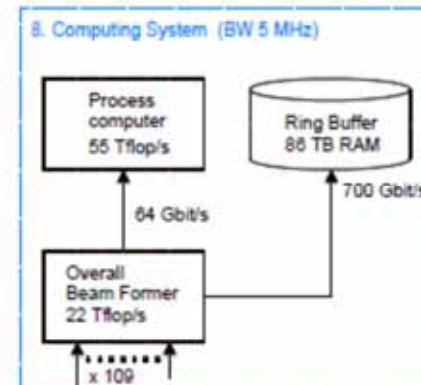 8. Computing System (BW 5 MHz)
Process
computer
55 Tflop/s
Ring Buffer
86 TB RAM
64 Gbit/s
700 Gbit/s
Overall
Beam Former
22 Tflop/s
x 109